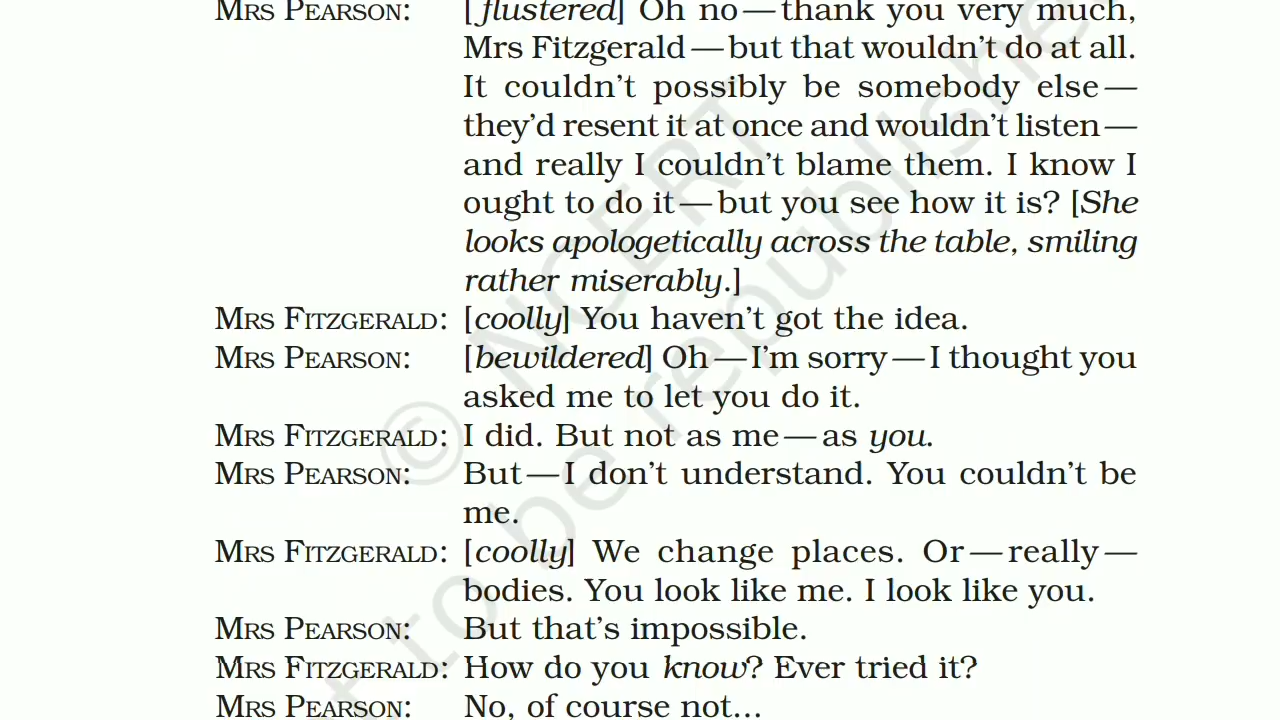 MRS PEARSON: [flustered] Oh no—thank you very much,
Mrs Fitzgerald—but that wouldn't do at all.
It couldn't possibly be somebody else—
they'd resent it at once and wouldn't listen—
and really I couldn't blame them. I know I
ought to do it—but you see how it is? [She
looks apologetically across the table, smiling
rather miserably.]
MRS FITZGERALD: [coolly] You haven't got the idea.
MRS PEARSON: [bewildered] Oh—I'm sorry—I thought you
asked me to let you do it.
MRS FITZGERALD: I did. But not as me—as you.
MRS PEARSON: But—I don't understand. You couldn't be
me.
MRS FITZGERALD: [coolly] We change places. Or—really—
bodies. You look like me. I look like you.
MRS PEARSON: But that's impossible.
MRS FITZGERALD: How do you know? Ever tried it?
MRS PEARSON: No, of course not...
© NCERT
t to be republishe